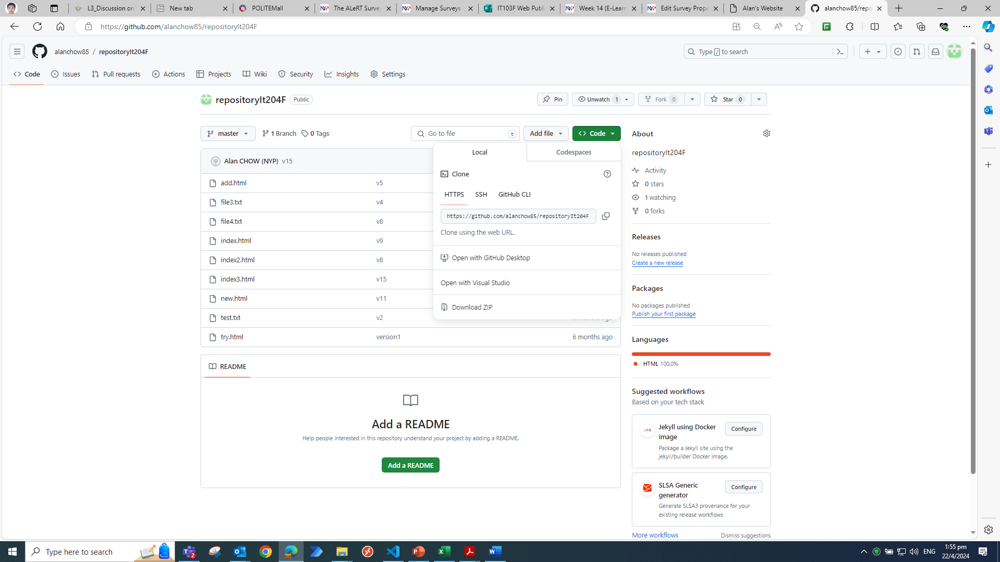 L3_Discussion on
New tab
POLITEMall
The ALeRT Survey
Manage Surveys -
IT103F Web Publi
Week 14 (E-Learn
Edit Survey Prope
Alan's Website
alanchow85/repo
https://github.com/alanchow85/repositoryIt204F
alanchow85 / repositoryIt204F
Type / to search
Code
Issues
Pull requests
Actions
Projects
Wiki
Security
Insights
Settings
repositoryIt204F Public
Pin
Unwatch 1
Fork 0
Star 0
master
1 Branch
0 Tags
Go to file t
Add file
Code
Local
Codespaces
Clone
HTTPS
SSH
GitHub CLI
https://github.com/alanchow85/repositoryIt204F
Clone using the web URL.
Open with GitHub Desktop
Open with Visual Studio
Download ZIP
Alan CHOW (NYP) v15
add.html v5
file3.txt v4
file4.txt v8
index.html v9
index2.html v8
index3.html v15
new.html v11
test.txt v2
try.html version1 6 months ago
README
Add a README
Help people interested in this repository understand your project by adding a README.
Add a README
About
repositoryIt204F
Activity
0 stars
1 watching
0 forks
Releases
No releases published
Create a new release
Packages
No packages published
Publish your first package
Languages
HTML 100.0%
Suggested workflows
Based on your tech stack
Jekyll using Docker
image
Configure
Package a Jekyll site using the
jekyll/builder Docker image.
SLSA Generic
generator
Configure
Generate SLSA3 provenance for your
existing release workflows
More workflows
Dismiss suggestions
Type here to search
2
ENG
1:55 pm
22/4/2024